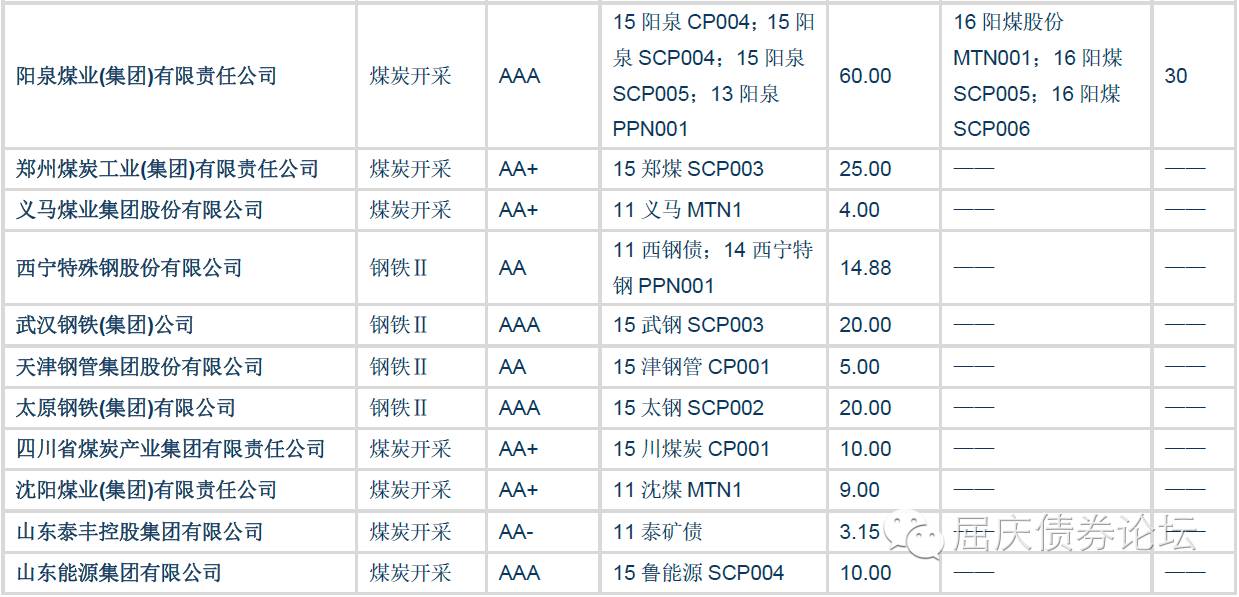 15 阳泉 CP004；15 阳
泉 SCP004；15 阳泉
SCP005；13 阳泉
PPN001
16 阳煤股份
MTN001；16 阳煤
SCP005；16 阳煤
SCP006
阳泉煤业(集团)有限责任公司 煤炭开采 AAA 60.00 30
郑州煤炭工业(集团)有限责任公司 煤炭开采 AA+ 15 郑煤 SCP003 25.00 —— ——
义马煤业集团股份有限公司 煤炭开采 AA+ 11 义马 MTN1 4.00 —— ——
西宁特殊钢股份有限公司 钢铁Ⅱ AA 11 西钢债；14 西宁特
钢 PPN001 14.88 —— ——
武汉钢铁(集团)公司 钢铁Ⅱ AAA 15 武钢 SCP003 20.00 —— ——
天津钢管集团股份有限公司 钢铁Ⅱ AA 15 津钢管 CP001 5.00 —— ——
太原钢铁(集团)有限公司 钢铁Ⅱ AAA 15 太钢 SCP002 20.00 —— ——
四川省煤炭产业集团有限责任公司 煤炭开采 AA+ 15 川煤炭 CP001 10.00 —— ——
沈阳煤业(集团)有限责任公司 煤炭开采 AA+ 11 沈煤 MTN1 9.00 —— ——
山东泰丰控股集团有限公司 煤炭开采 AA- 11 泰矿债 3.15 —— ——
屈庆债券论坛
山东能源集团有限公司 煤炭开采 AAA 15 鲁能源 SCP004 10.00 —— ——